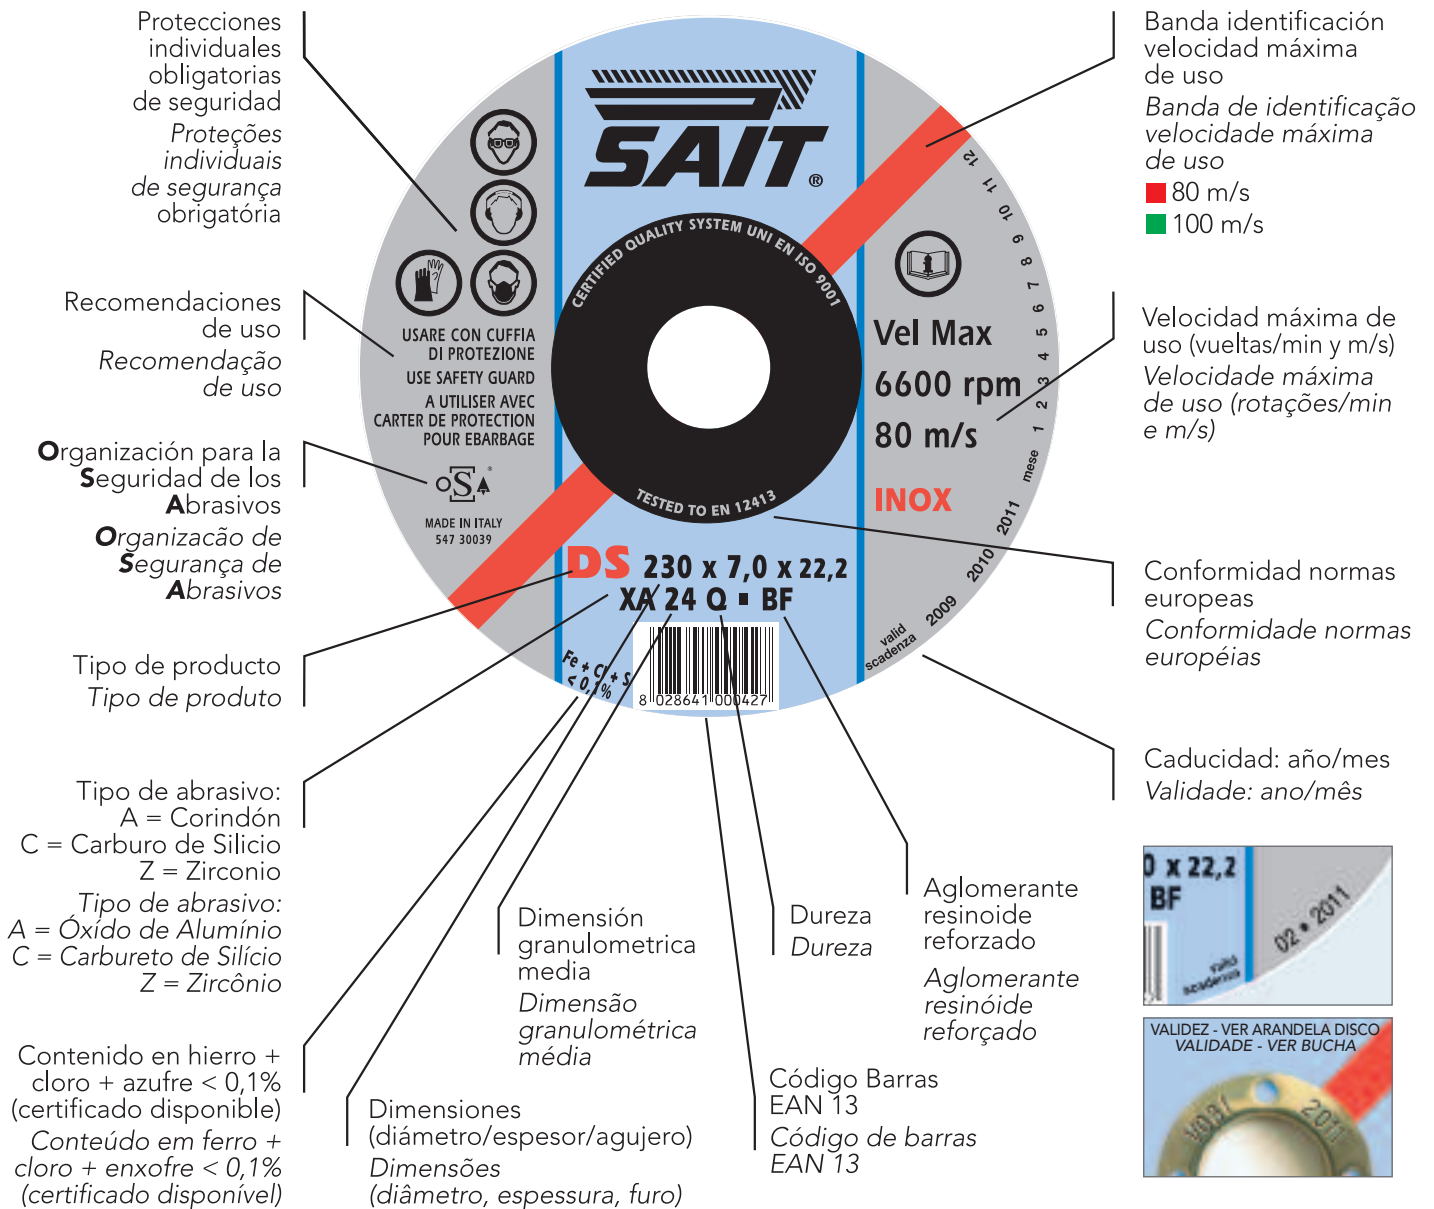 Protecciones
individuales
obligatorias
de seguridad
Proteções
individuais
de segurança
obrigatória
Recomendaciones
de uso
Recomendação
de uso
Organización para la
Seguridad de los
Abrasivos
Organizacão de
Segurança de
Abrasivos
Tipo de producto
Tipo de produto
Tipo de abrasivo:
A = Corindón
C = Carburo de Silicio
Z = Zirconio
Tipo de abrasivo:
A = Óxído de Alumínio
C = Carbureto de Silício
Z = Zircônio
Contenido en hierro +
cloro + azufre < 0,1%
(certificado disponible)
Conteúdo em ferro +
cloro + enxofre < 0,1%
(certificado disponível)
SAIT®
CERTIFIED QUALITY SYSTEM UNI EN ISO 9001
TESTED TO EN 12413
USARE CON CUFFIA
DI PROTEZIONE
USE SAFETY GUARD
A UTILISER AVEC
CARTER DE PROTECTION
POUR EBARBAGE
oSA®
MADE IN ITALY
547 30039
Vel Max
6600 rpm
80 m/s
INOX
DS 230 x 7,0 x 22,2
XA 24 Q ▪ BF
Fe + Cl + S
< 0,1%
8 028641 000427
valid
scadenza
2009 2010 2011 mese 1 2 3 4 5 6 7 8 9 10 11 12
Dimensiones
(diámetro/espesor/agujero)
Dimensões
(diâmetro, espessura, furo)
Dimensión
granulometrica
media
Dimensão
granulométrica
média
Código Barras
EAN 13
Código de barras
EAN 13
Dureza
Dureza
Aglomerante
resinoide
reforzado
Aglomerante
resinóide
reforçado
Banda identificación
velocidad máxima
de uso
Banda de identificação
velocidade máxima
de uso
80 m/s
100 m/s
Velocidad máxima de
uso (vueltas/min y m/s)
Velocidade máxima
de uso (rotações/min
e m/s)
Conformidad normas
europeas
Conformidade normas
européias
Caducidad: año/mes
Validade: ano/mês
0 x 22,2
BF
valid
scadenza
02 • 2011
VALIDEZ - VER ARANDELA DISCO
VALIDADE - VER BUCHA
V081 2011